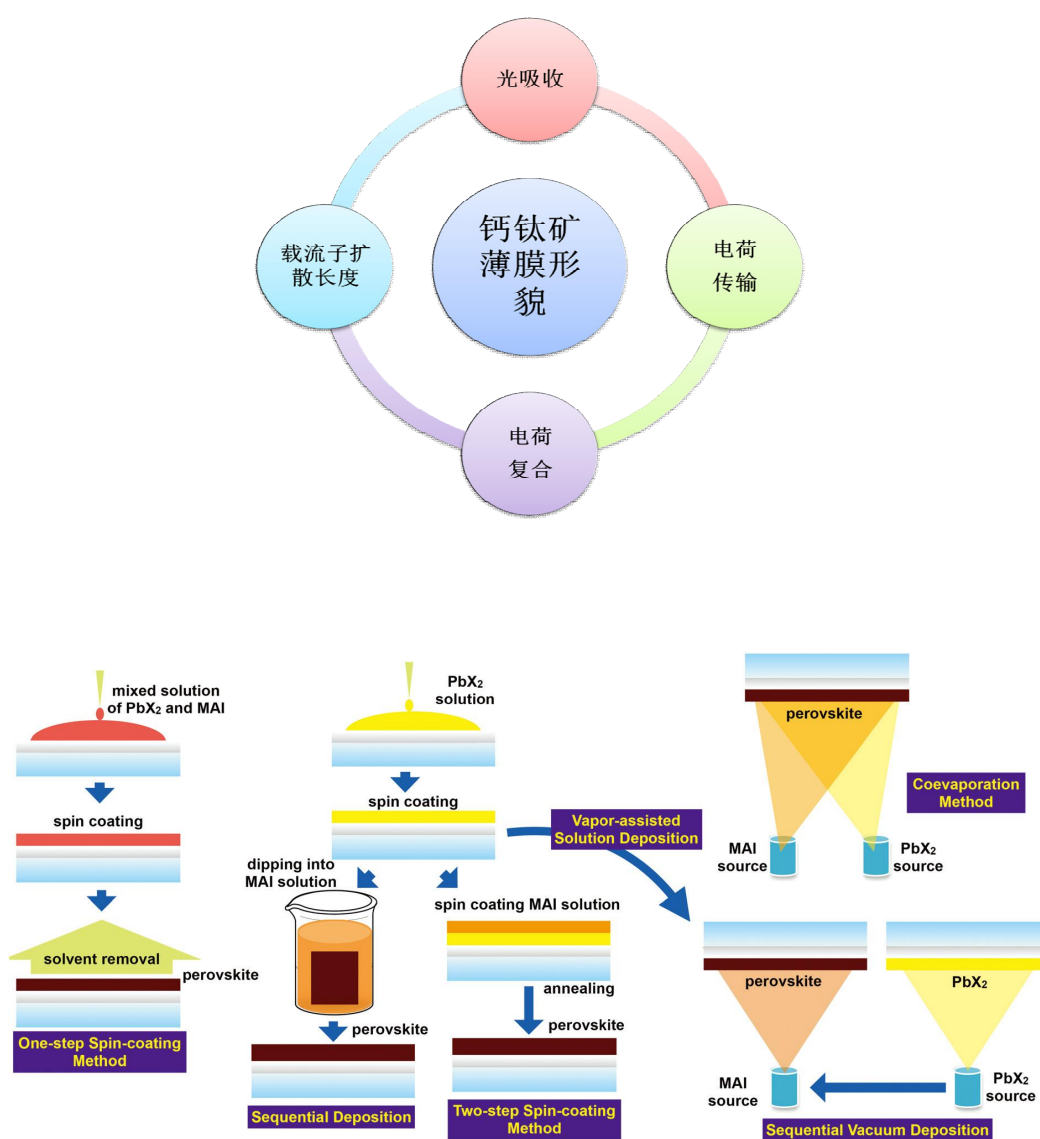 光吸收
载流子扩
散长度
钙钛矿
薄膜形
貌
电荷
传输
电荷
复合
mixed solution
of PbX₂ and MAI
spin coating
solvent removal
perovskite
One-step Spin-coating
Method
PbX₂
solution
spin coating
dipping into
MAI solution
perovskite
Sequential Deposition
spin coating MAI solution
annealing
perovskite
Two-step Spin-coating
Method
Vapor-assisted
Solution Deposition
perovskite
Coevaporation
Method
MAI
source
PbX₂
source
perovskite
PbX₂
MAI
source
PbX₂
source
Sequential Vacuum Deposition